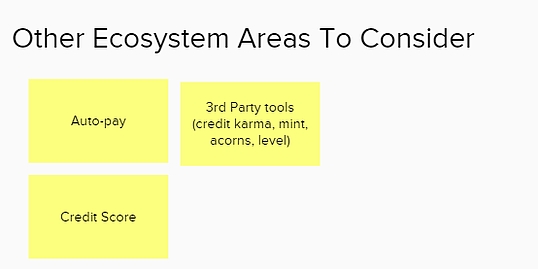 Other Ecosystem Areas To Consider
Auto-pay
3rd Party tools
(credit karma, mint,
acorns, level)
Credit Score